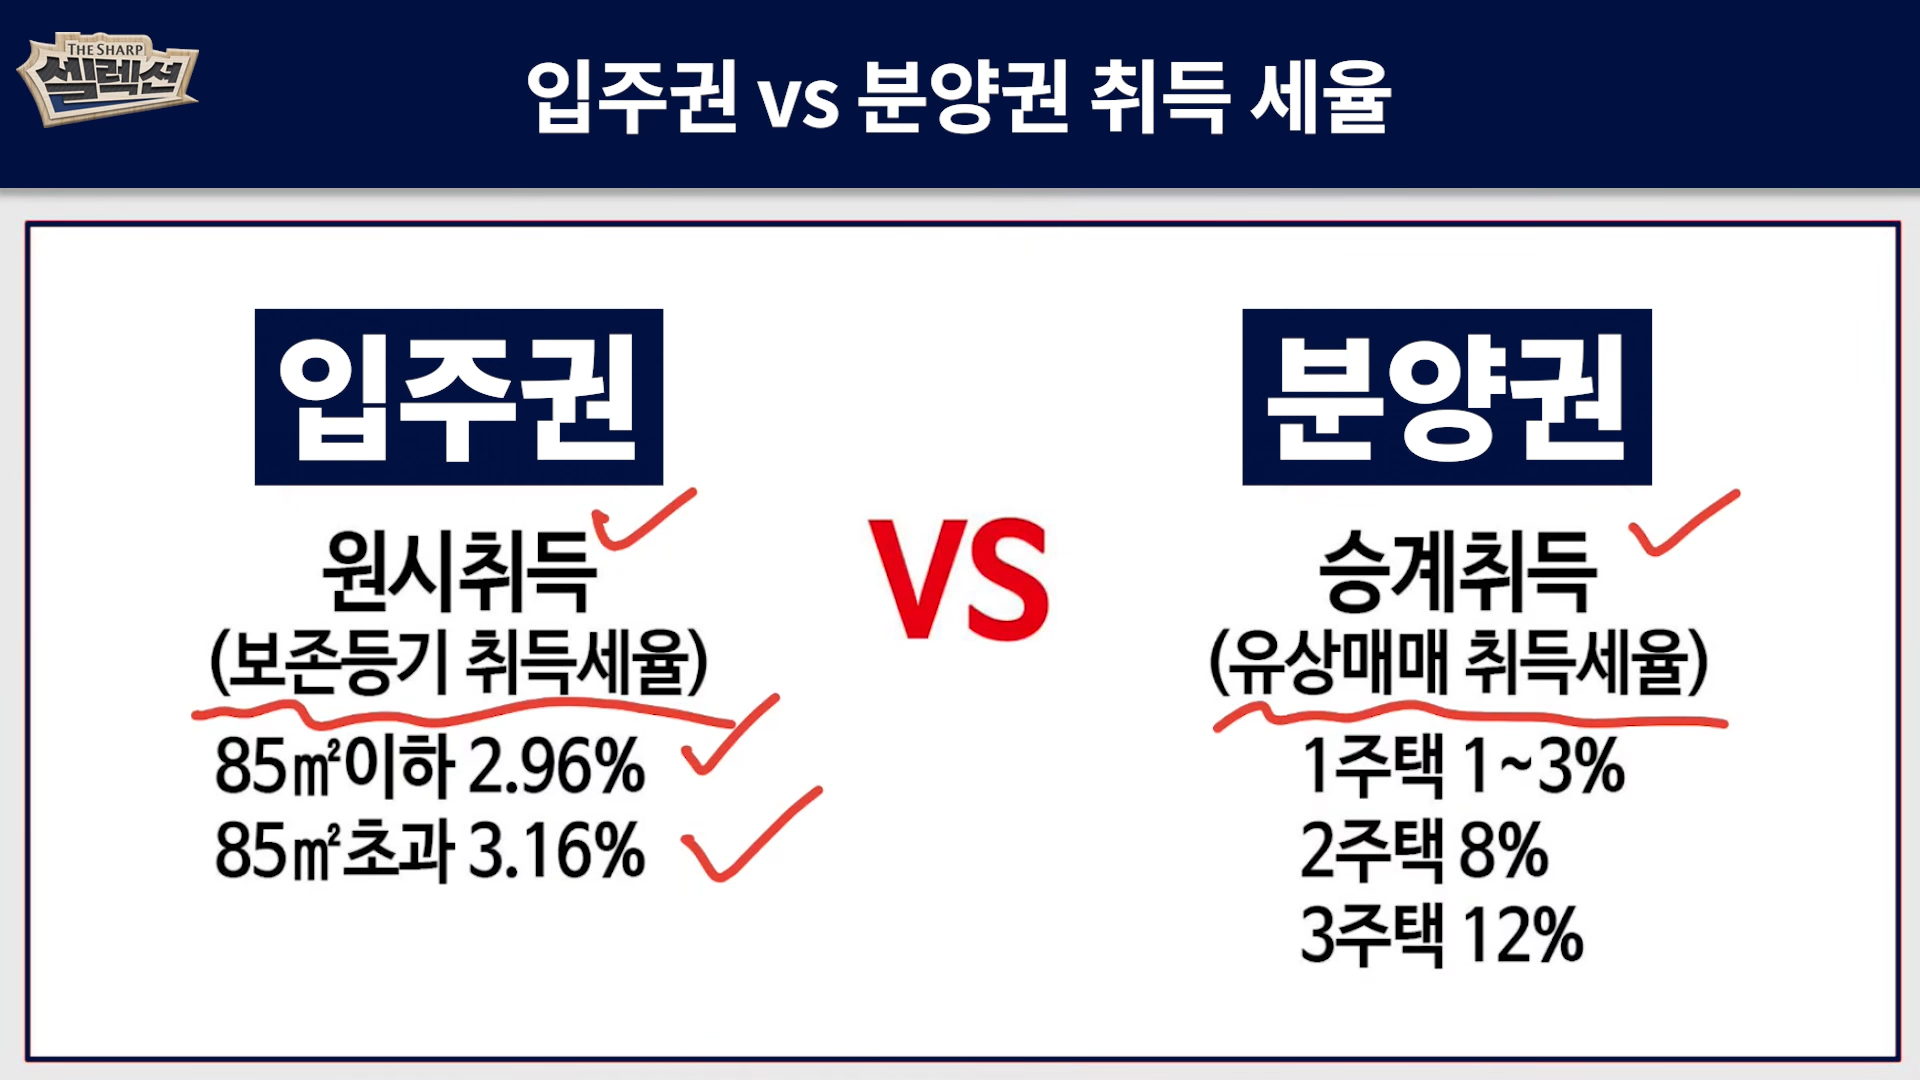 THE SHARP
셀렉션
입주권 vs 분양권 취득 세율
입주권
원시취득
(보존등기 취득세율)
85㎡이하 2.96%
85㎡초과 3.16%
VS
분양권
승계취득
(유상매매 취득세율)
1주택 1~3%
2주택 8%
3주택 12%